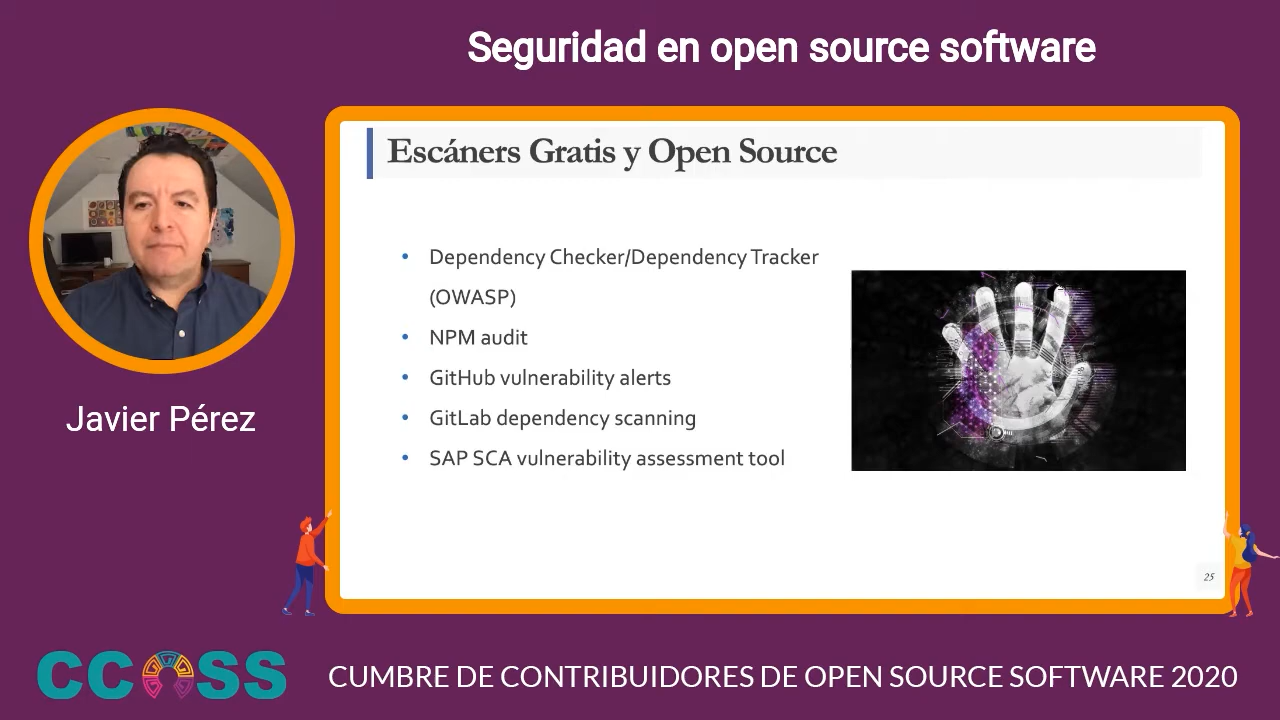 Seguridad en open source software
Escáners Gratis y Open Source
• Dependency Checker/Dependency Tracker
(OWASP)
• NPM audit
• GitHub vulnerability alerts
• GitLab dependency scanning
• SAP SCA vulnerability assessment tool
25
Javier Pérez
CCOSS
CUMBRE DE CONTRIBUIDORES DE OPEN SOURCE SOFTWARE 2020